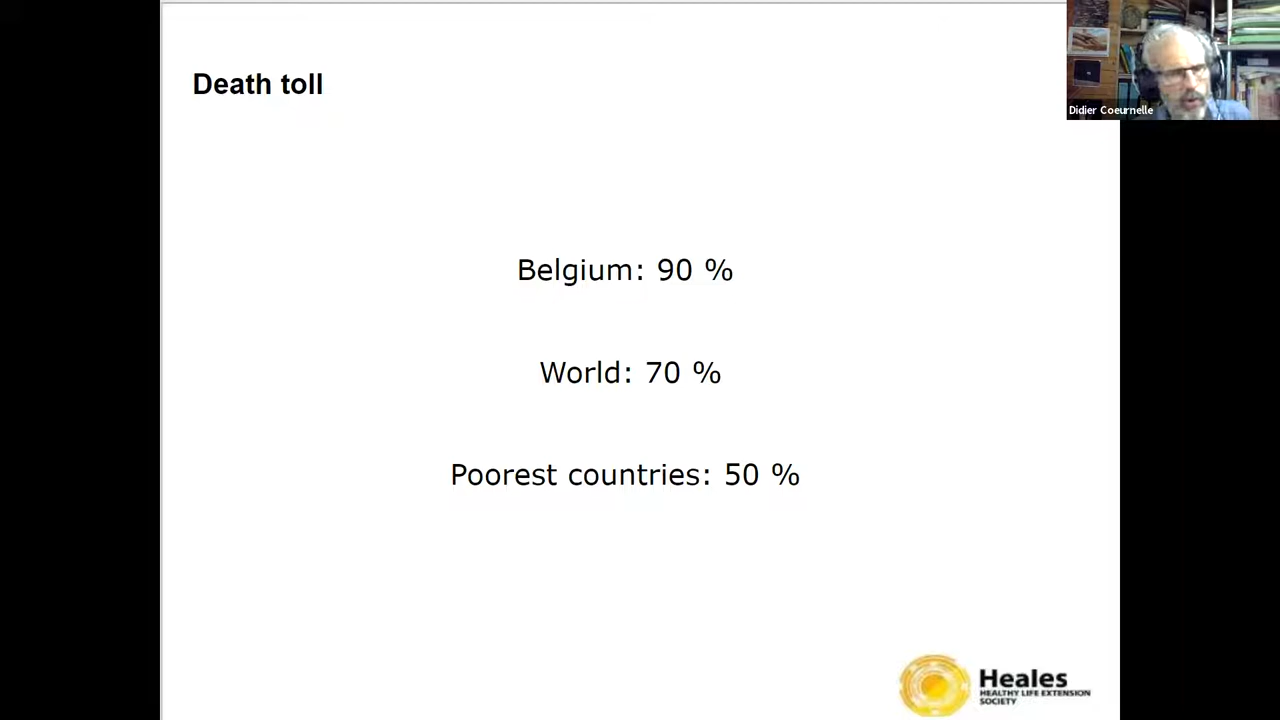 Death toll
Didier Coeurnelle
Belgium: 90 %
World: 70 %
Poorest countries: 50 %
Heales
HEALTHY LIFE EXTENSION
SOCIETY